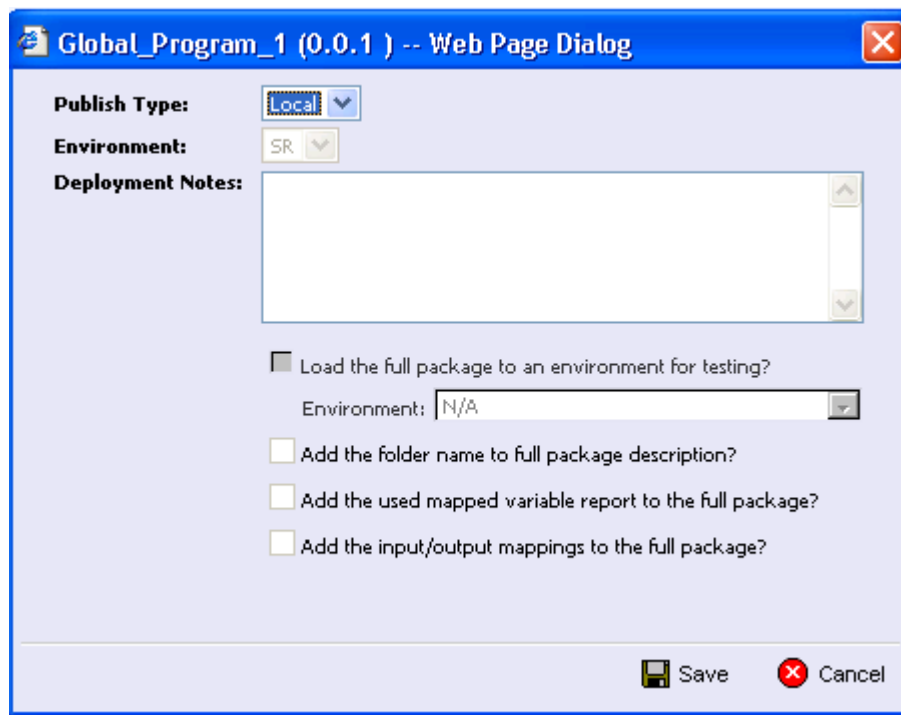 Global_Program_1 (0.0.1 ) -- Web Page Dialog
Publish Type: Local
Environment: SR
Deployment Notes:
Load the full package to an environment for testing?
Environment: N/A
Add the folder name to full package description?
Add the used mapped variable report to the full package?
Add the input/output mappings to the full package?
Save Cancel